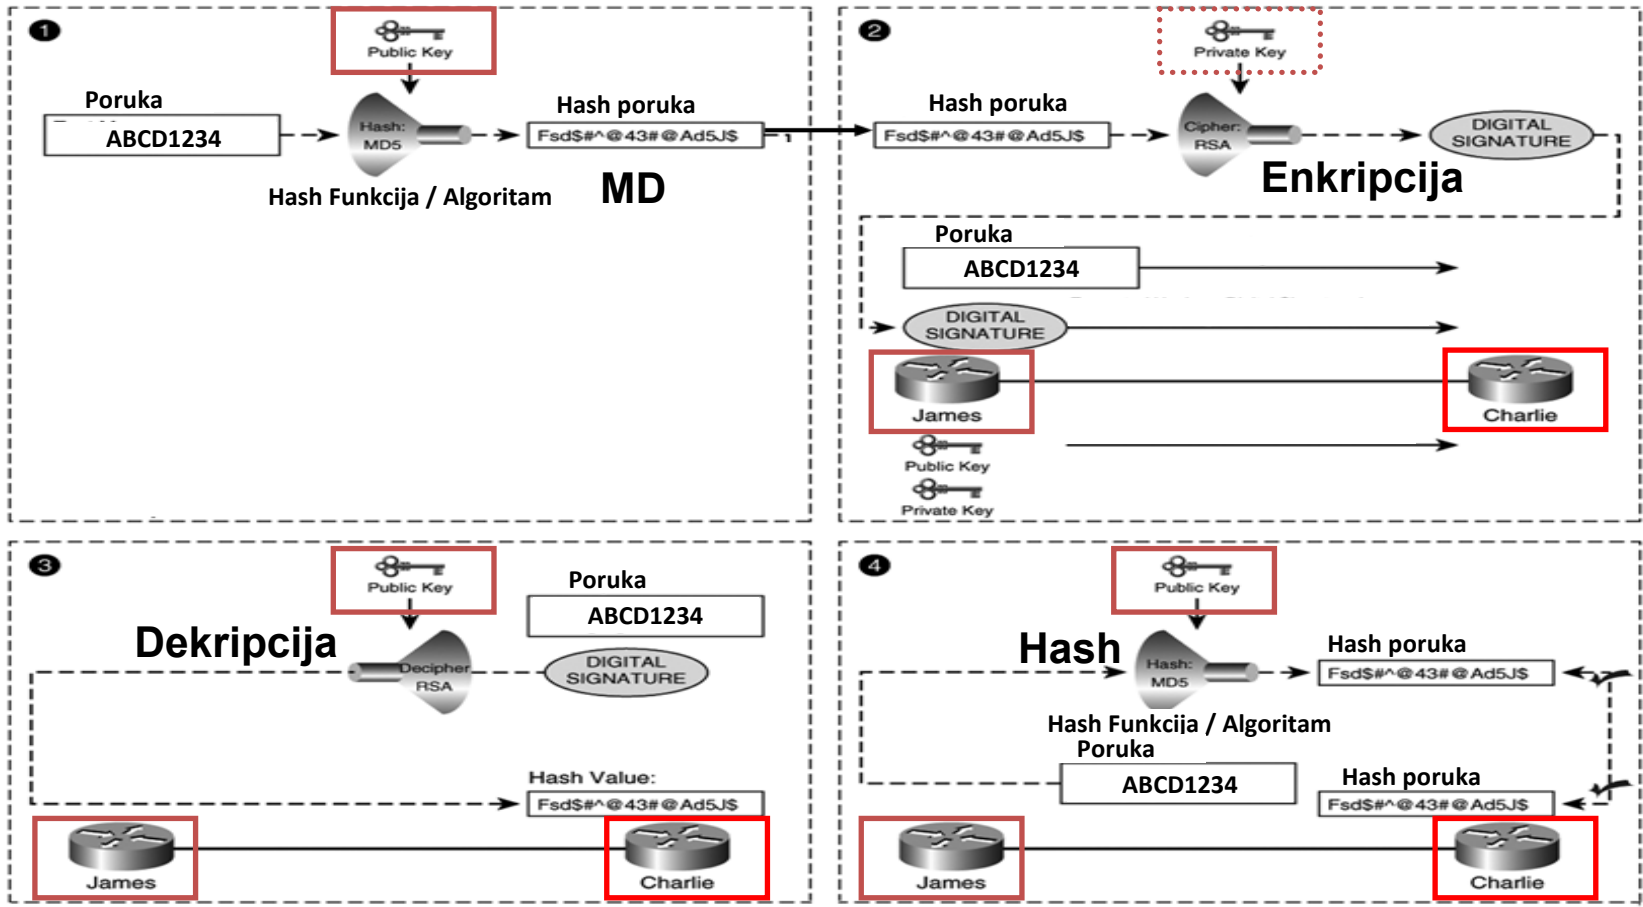 1
Public Key
Poruka
ABCD1234
Hash:
MD5
Hash poruka
Fsd$#^@43#@Ad5J$
Hash Funkcija / Algoritam
MD
2
Private Key
Hash poruka
Fsd$#^@43#@Ad5J$
Cipher:
RSA
DIGITAL
SIGNATURE
Enkripcija
Poruka
ABCD1234
DIGITAL
SIGNATURE
James
Charlie
Public Key
Private Key
3
Public Key
Poruka
ABCD1234
Dekripcija
Decipher
RSA
DIGITAL
SIGNATURE
Hash Value:
Fsd$#^@43#@Ad5J$
James
Charlie
4
Public Key
Hash
Hash:
MD5
Hash poruka
Fsd$#^@43#@Ad5J$
Hash Funkcija / Algoritam
Poruka
ABCD1234
Hash poruka
Fsd$#^@43#@Ad5J$
James
Charlie